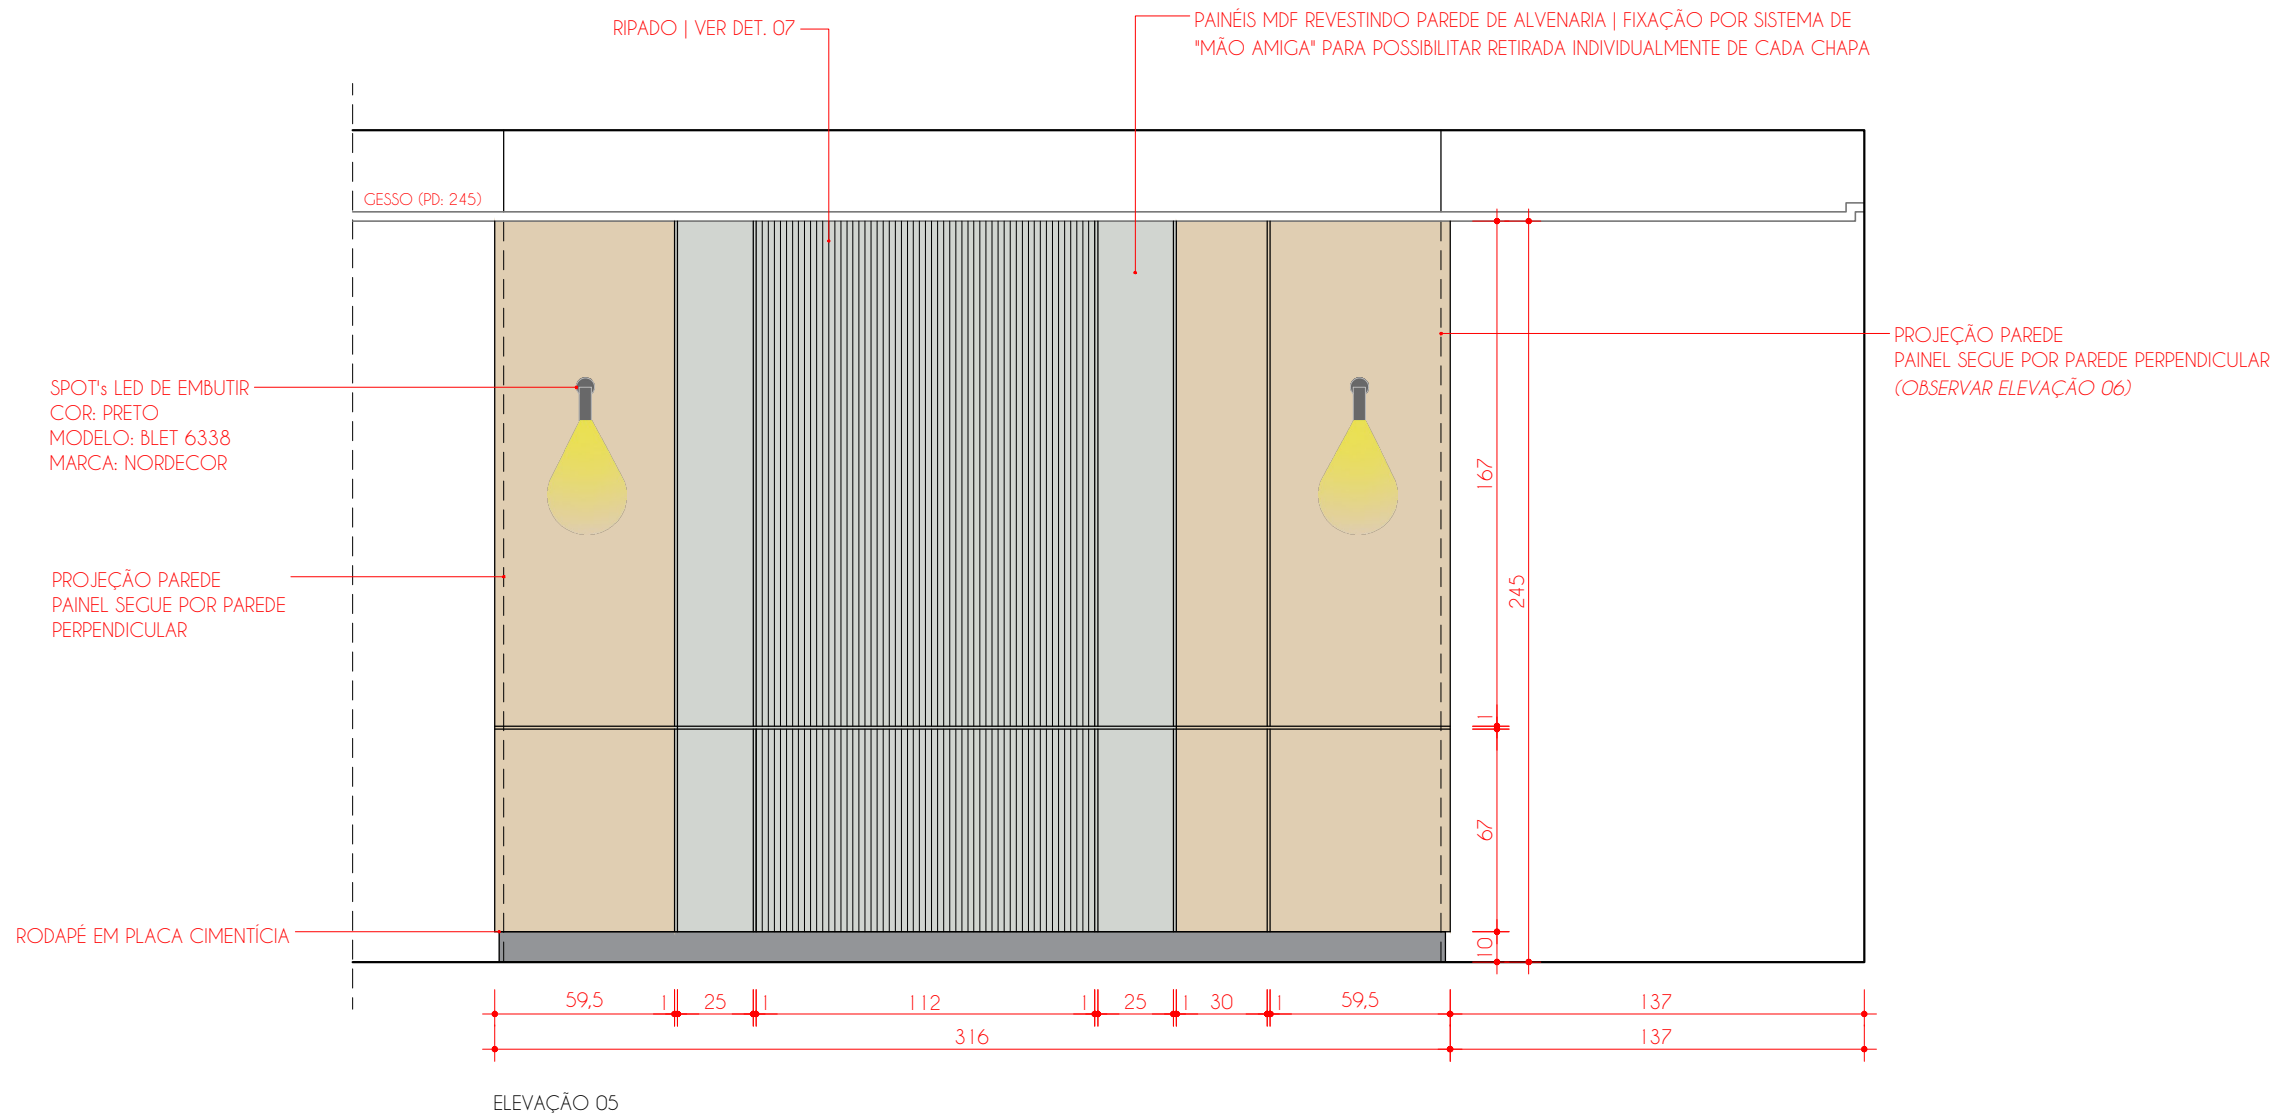 RIPADO | VER DET. 07
PAINÉIS MDF REVESTINDO PAREDE DE ALVENARIA | FIXAÇÃO POR SISTEMA DE
"MÃO AMIGA" PARA POSSIBILITAR RETIRADA INDIVIDUALMENTE DE CADA CHAPA
GESSO (PD: 245)
PROJEÇÃO PAREDE
PAINEL SEGUE POR PAREDE PERPENDICULAR
(OBSERVAR ELEVAÇÃO 06)
SPOT's LED DE EMBUTIR
COR: PRETO
MODELO: BLET 6338
MARCA: NORDECOR
167
245
PROJEÇÃO PAREDE
PAINEL SEGUE POR PAREDE
PERPENDICULAR
1
67
RODAPÉ EM PLACA CIMENTÍCIA
10
59,5 1 25 1 112 1 25 1 30 1 59,5 137
316 137
ELEVAÇÃO 05